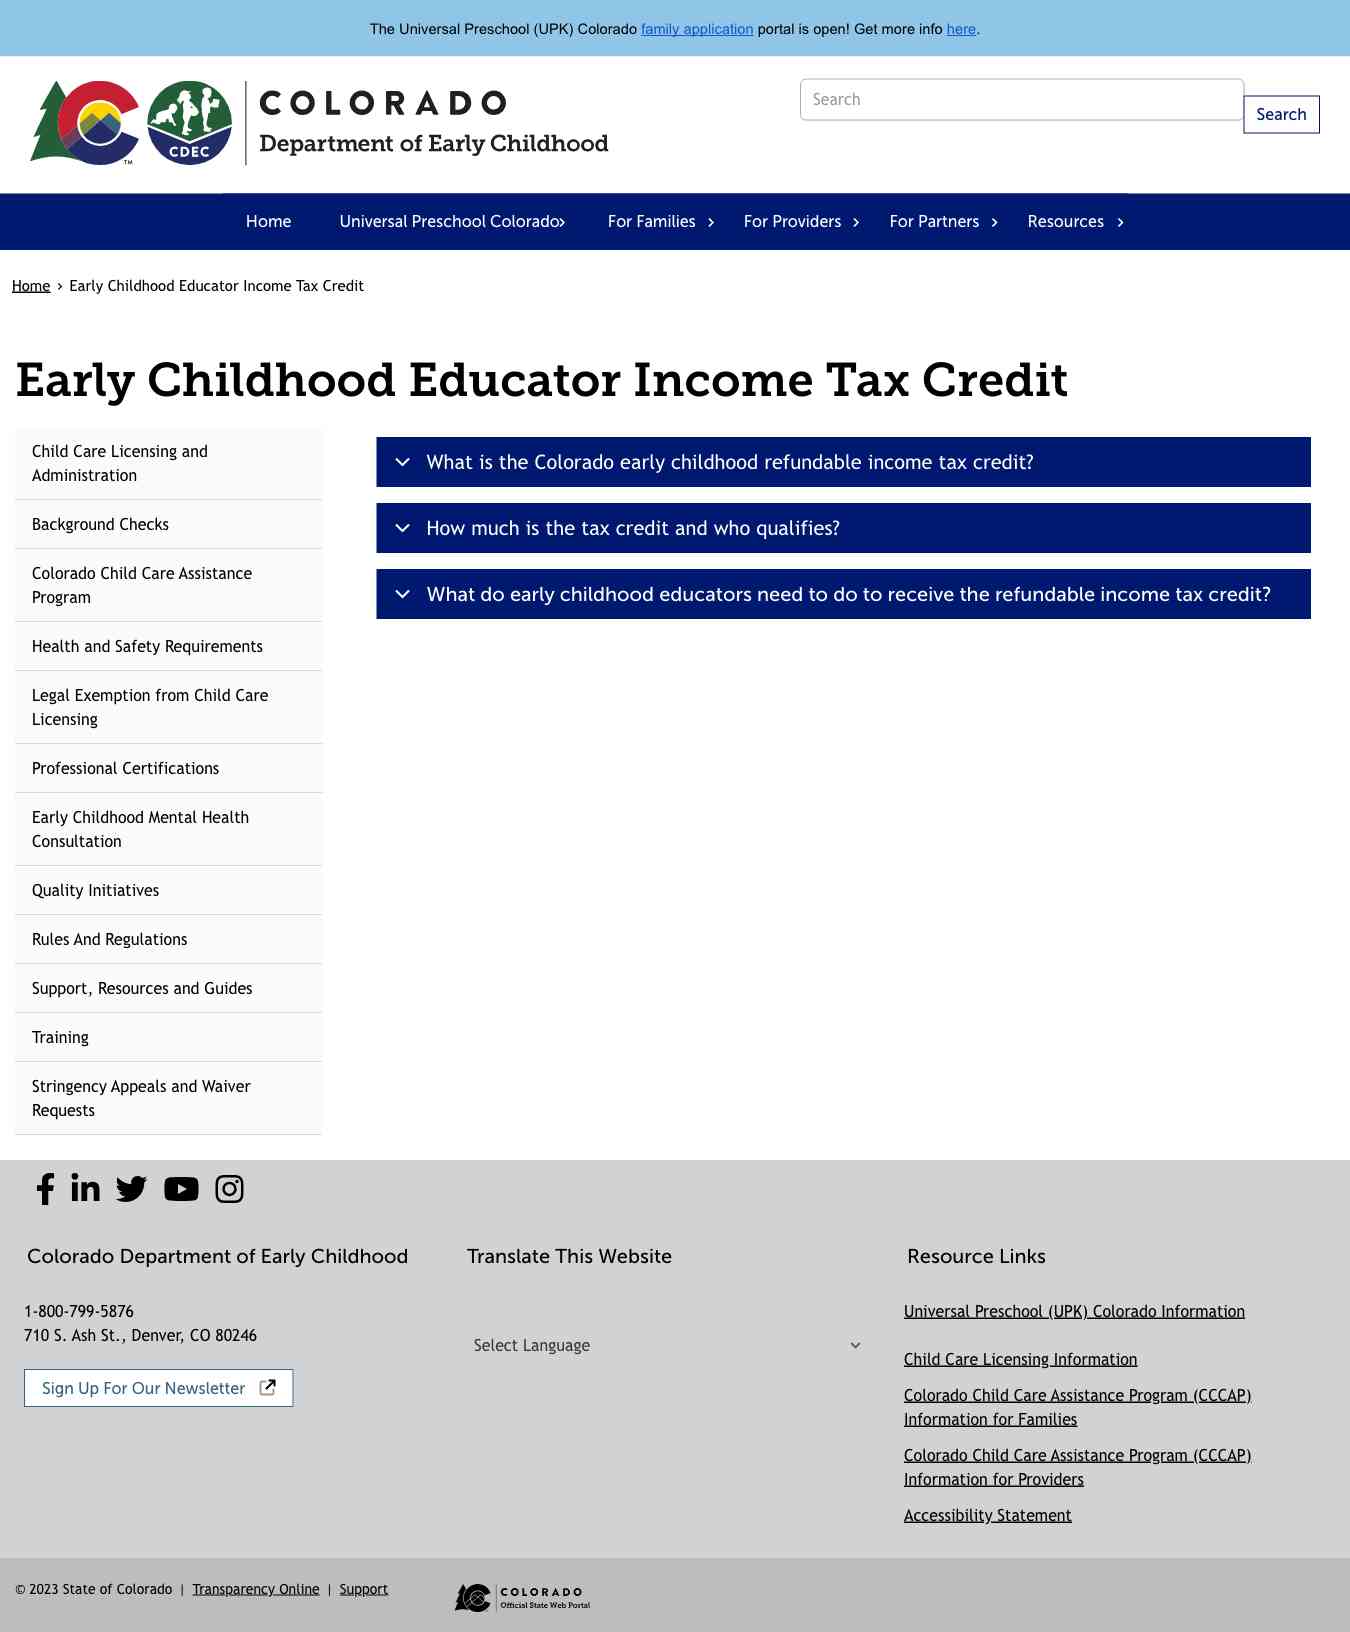 The Universal Preschool (UPK) Colorado family application portal is open! Get more info here.
CDEC
TM
COLORADO
Department of Early Childhood
Search
Search
Home
Universal Preschool Colorado
For Families
For Providers
For Partners
Resources
Home › Early Childhood Educator Income Tax Credit
Early Childhood Educator Income Tax Credit
Child Care Licensing and
Administration
Background Checks
Colorado Child Care Assistance
Program
Health and Safety Requirements
Legal Exemption from Child Care
Licensing
Professional Certifications
Early Childhood Mental Health
Consultation
Quality Initiatives
Rules And Regulations
Support, Resources and Guides
Training
Stringency Appeals and Waiver
Requests
What is the Colorado early childhood refundable income tax credit?
How much is the tax credit and who qualifies?
What do early childhood educators need to do to receive the refundable income tax credit?
Colorado Department of Early Childhood
1-800-799-5876
710 S. Ash St., Denver, CO 80246
Sign Up For Our Newsletter
Translate This Website
Select Language
Resource Links
Universal Preschool (UPK) Colorado Information
Child Care Licensing Information
Colorado Child Care Assistance Program (CCCAP)
Information for Families
Colorado Child Care Assistance Program (CCCAP)
Information for Providers
Accessibility Statement
© 2023 State of Colorado | Transparency Online | Support
COLORADO
Official State Web Portal